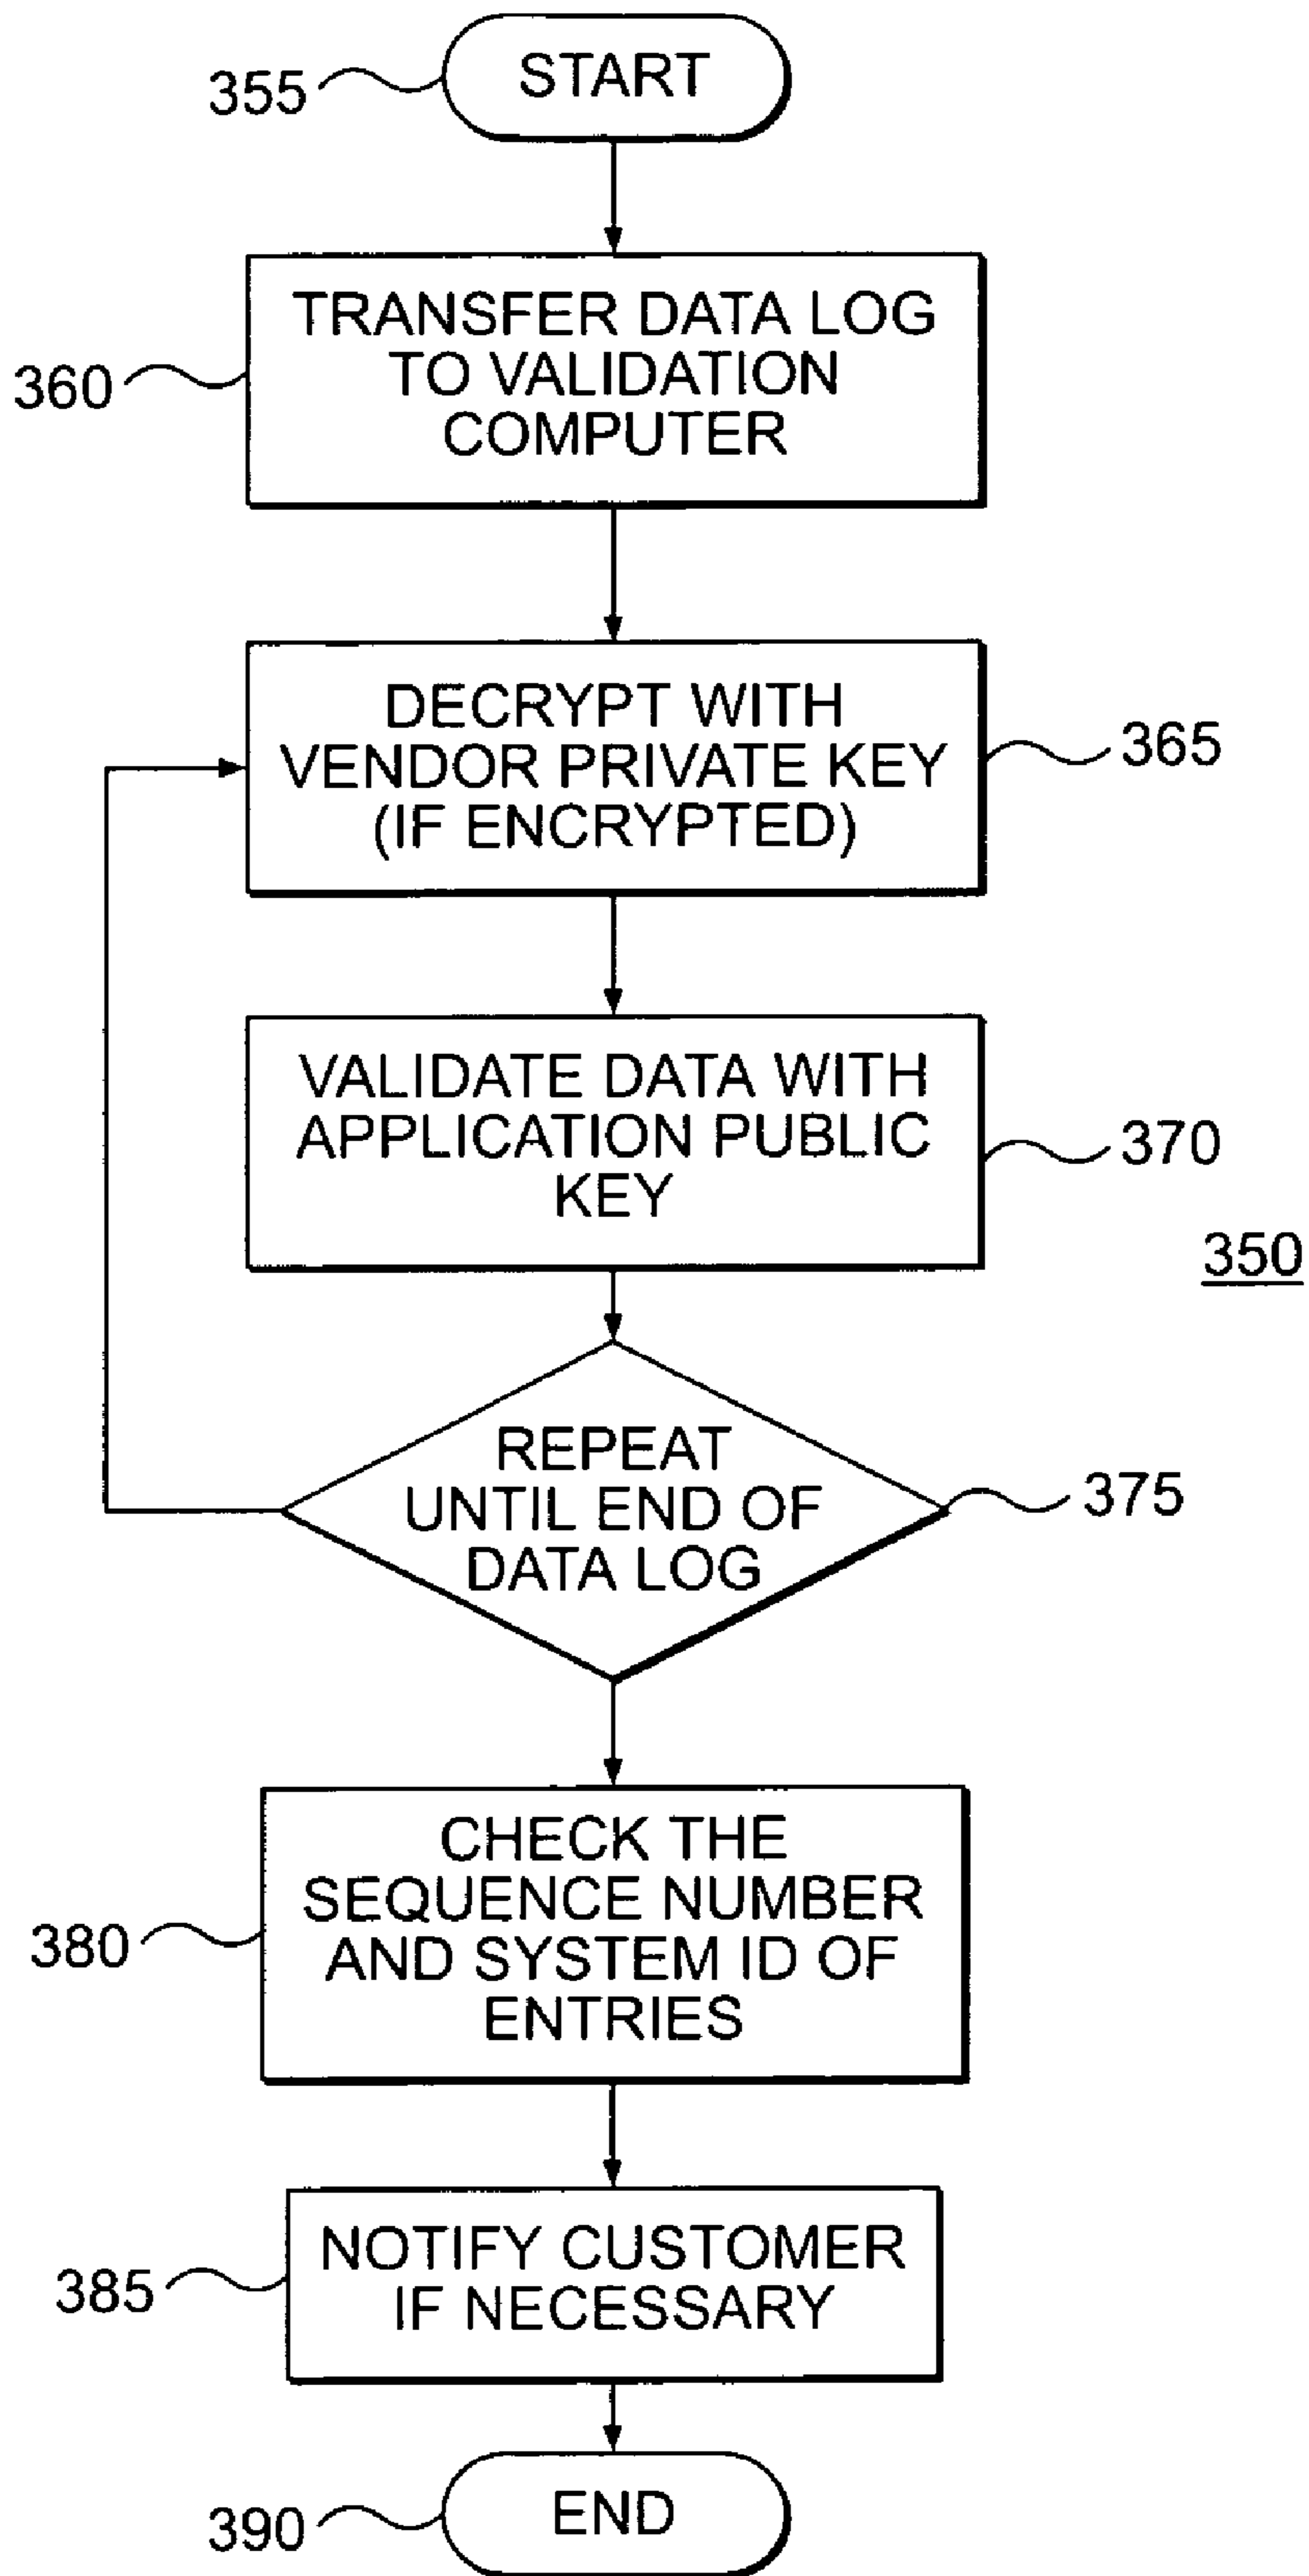 START
355
TRANSFER DATA LOG
TO VALIDATION
COMPUTER
360
DECRYPT WITH
VENDOR PRIVATE KEY
(IF ENCRYPTED)
365
VALIDATE DATA WITH
APPLICATION PUBLIC
KEY
370
350
REPEAT
UNTIL END OF
DATA LOG
375
CHECK THE
SEQUENCE NUMBER
AND SYSTEM ID OF
ENTRIES
380
NOTIFY CUSTOMER
IF NECESSARY
385
END
390